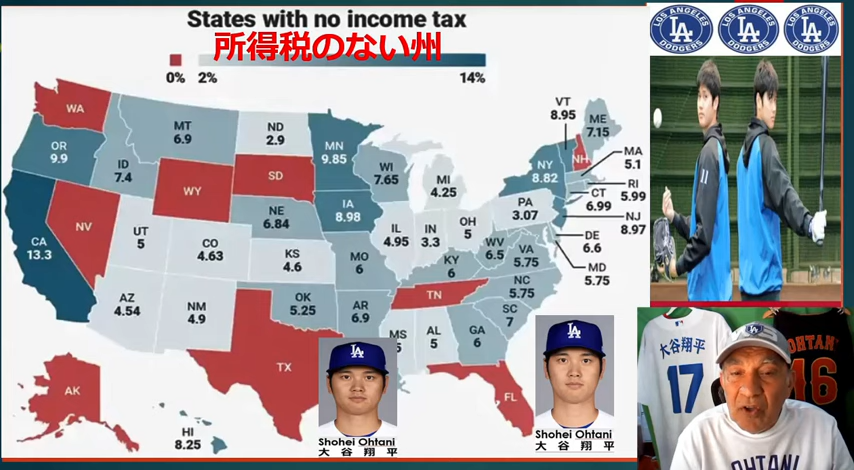 States with no income tax
所得税のない州
0% 2% 14%
WA
OR
9.9
CA
13.3
NV
ID
7.4
MT
6.9
WY
UT
5
AZ
4.54
CO
4.63
NM
4.9
ND
2.9
SD
NE
6.84
KS
4.6
OK
5.25
TX
MN
9.85
IA
8.98
MO
6
AR
6.9
MS
5
WI
7.65
IL
4.95
IN
3.3
MI
4.25
OH
5
KY
6
TN
AL
5
GA
6
FL
SC
7
NC
5.75
VA
5.75
WV
6.5
PA
3.07
NY
8.82
VT
8.95
NH
ME
7.15
MA
5.1
RI
5.99
CT
6.99
NJ
8.97
DE
6.6
MD
5.75
AK
HI
8.25
LA
Shohei Ohtani
大 谷 翔 平
LA
Shohei Ohtani
大 谷 翔 平
LOS ANGELES
LA
DODGERS
LOS ANGELES
LA
DODGERS
LOS ANGELES
LA
DODGERS
11
大谷翔平
17
OHTANI
16
LA
OHTANI